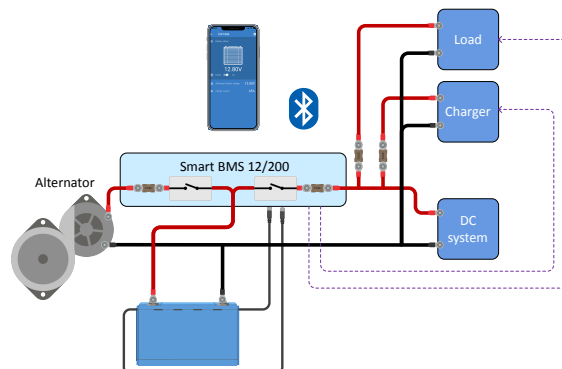 12.80V
Load
Charger
Smart BMS 12/200
Alternator
DC
system